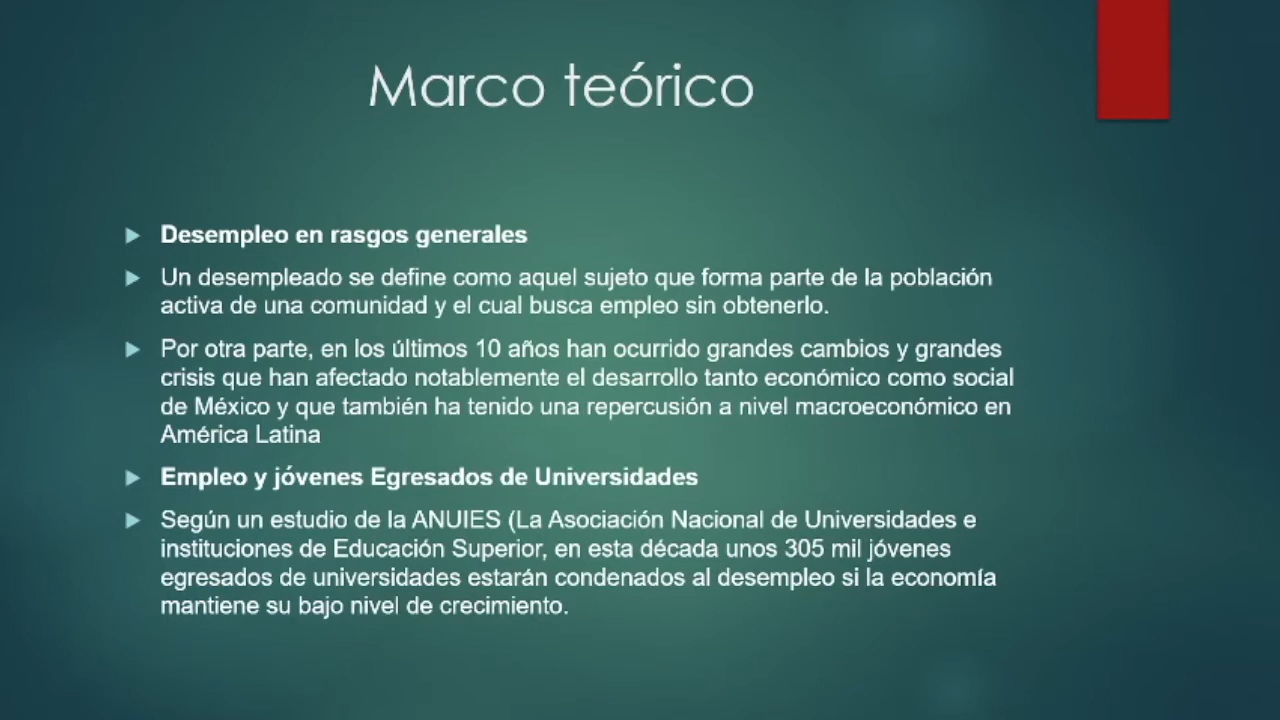 Marco teórico
Desempleo en rasgos generales
Un desempleado se define como aquel sujeto que forma parte de la población
activa de una comunidad y el cual busca empleo sin obtenerlo.
Por otra parte, en los últimos 10 años han ocurrido grandes cambios y grandes
crisis que han afectado notablemente el desarrollo tanto económico como social
de México y que también ha tenido una repercusión a nivel macroeconómico en
América Latina
Empleo y jóvenes Egresados de Universidades
Según un estudio de la ANUIES (La Asociación Nacional de Universidades e
instituciones de Educación Superior, en esta década unos 305 mil jóvenes
egresados de universidades estarán condenados al desempleo si la economía
mantiene su bajo nivel de crecimiento.